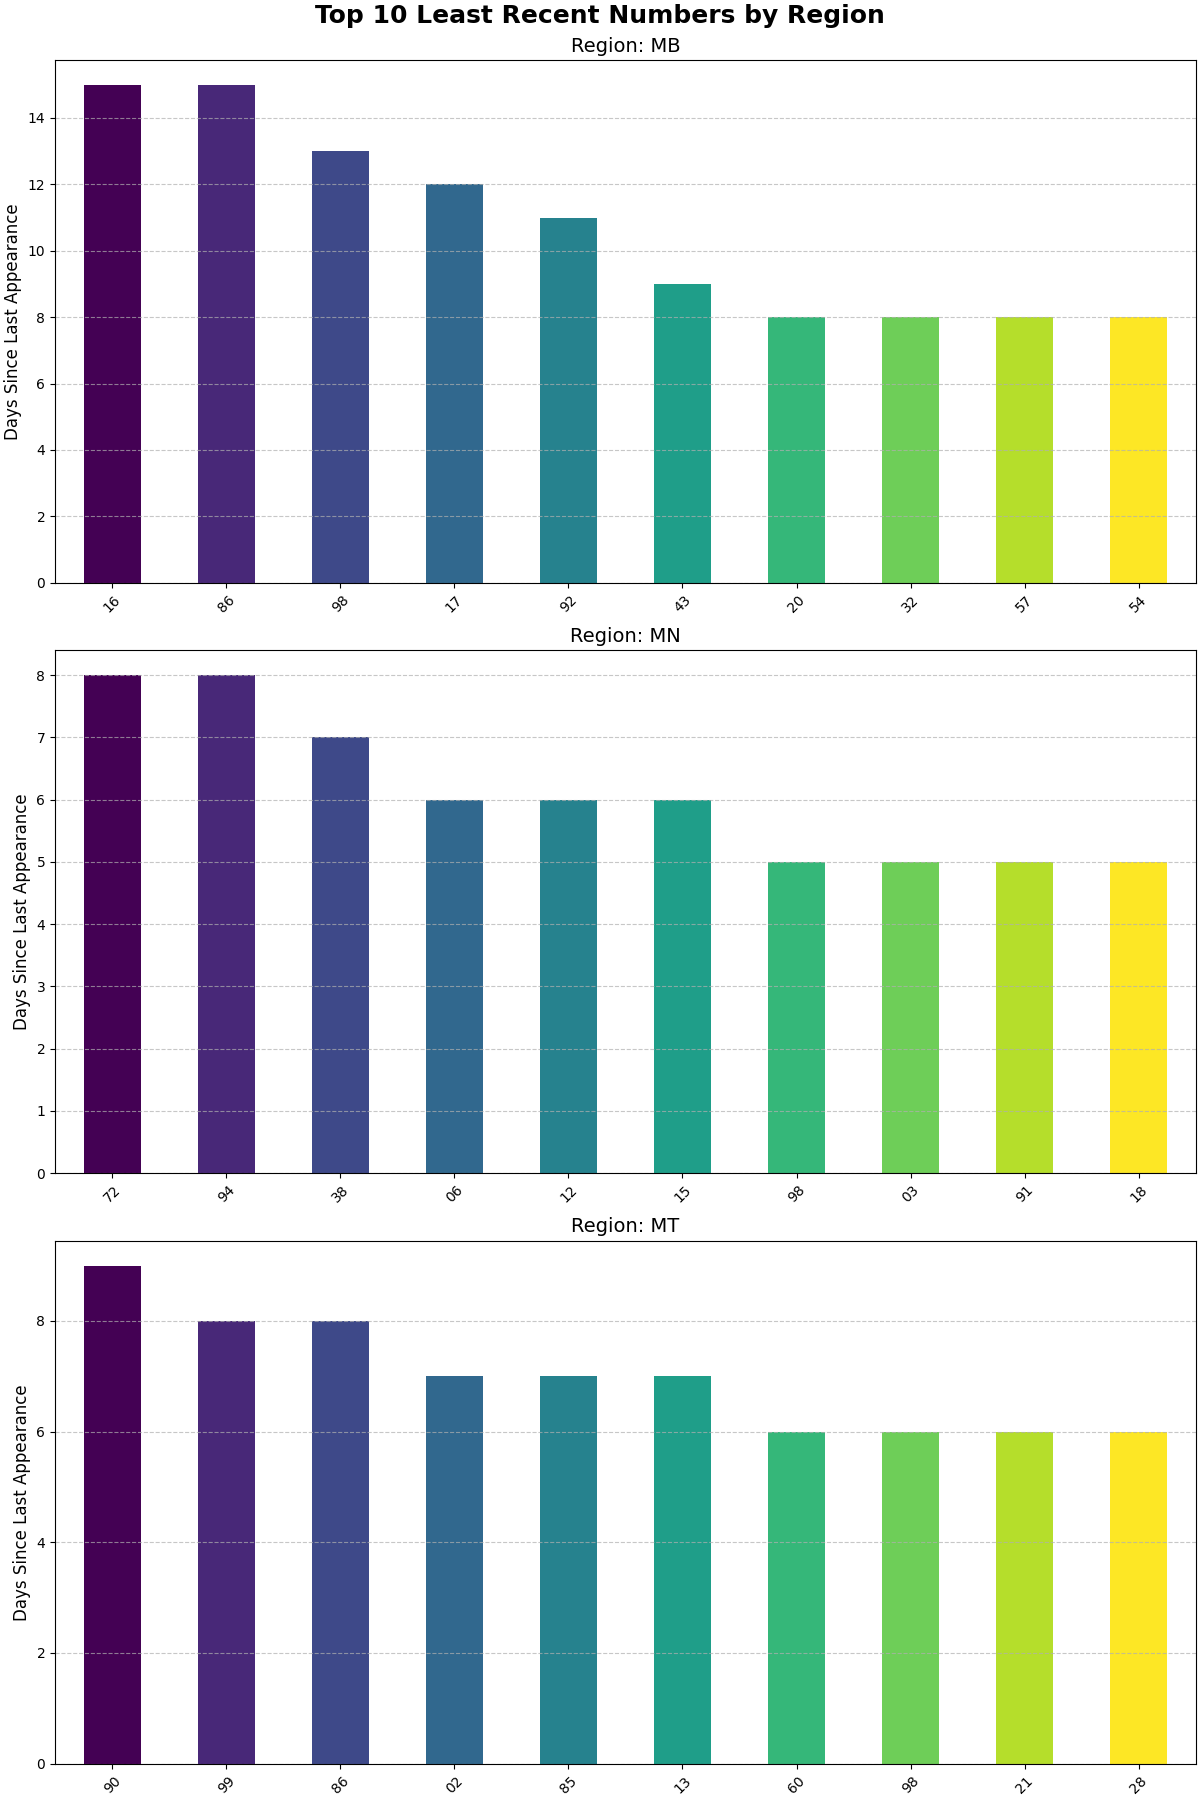 Top 10 Least Recent Numbers by Region
Region: MB
Days Since Last Appearance
14
12
10
8
6
4
2
0
16 86 98 17 92 43 20 32 57 54
Region: MN
Days Since Last Appearance
8
7
6
5
4
3
2
1
0
72 94 38 06 12 15 98 03 91 18
Region: MT
Days Since Last Appearance
8
6
4
2
0
90 99 86 02 85 13 60 98 21 28